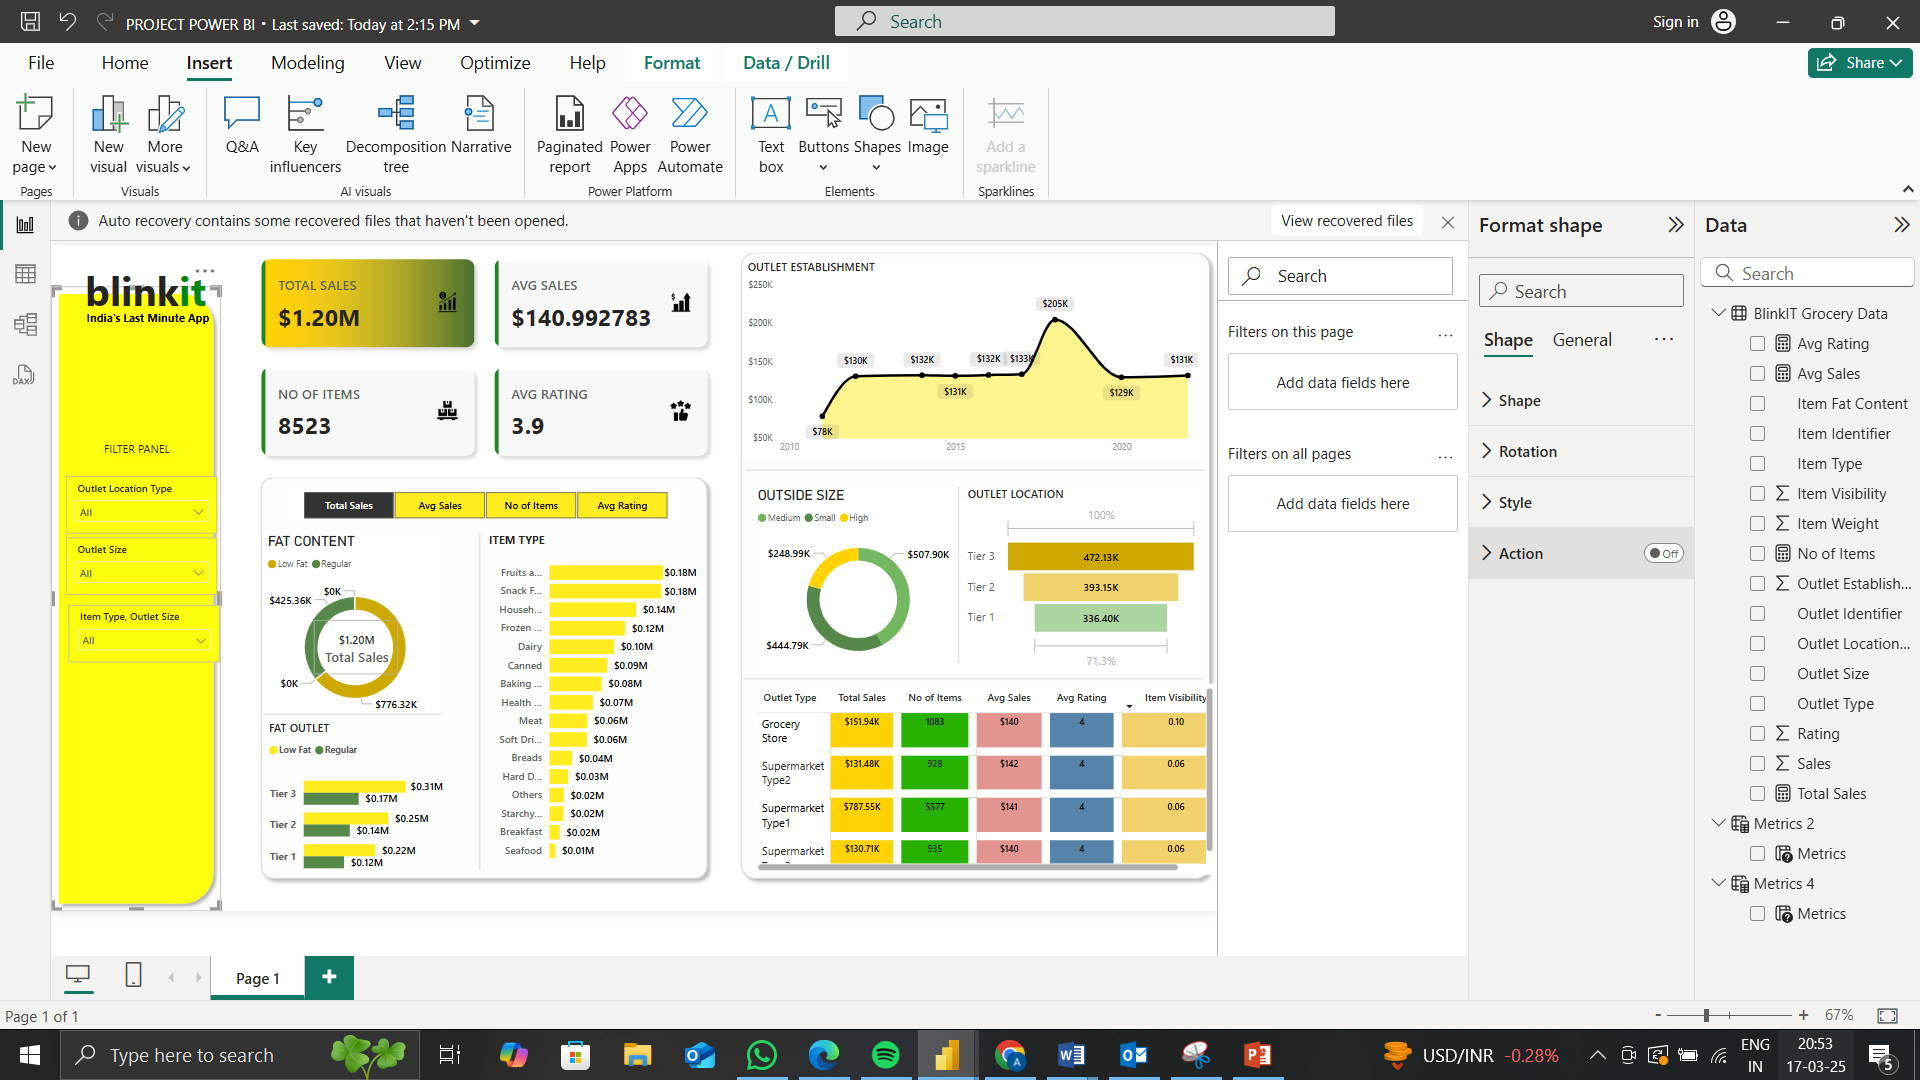 PROJECT POWER BI • Last saved: Today at 2:15 PM
Search
Sign in
File Home Insert Modeling View Optimize Help Format Data / Drill
Share
New page
New visual
More visuals
Q&A
Key influencers
Decomposition tree
Narrative
Paginated report
Power Apps
Power Automate
Text box
Buttons
Shapes
Image
Add a sparkline
Pages Visuals AI visuals Power Platform Elements Sparklines
Auto recovery contains some recovered files that haven't been opened.
View recovered files
blinkit
India's Last Minute App
FILTER PANEL
Outlet Location Type
All
Outlet Size
All
Item Type, Outlet Size
All
TOTAL SALES
$1.20M
AVG SALES
$140.992783
NO OF ITEMS
8523
AVG RATING
3.9
Total Sales Avg Sales No of Items Avg Rating
FAT CONTENT
Low Fat Regular
$0K
$425.36K
$1.20M
Total Sales
$0K
$776.32K
FAT OUTLET
Low Fat Regular
Tier 3 $0.31M
$0.17M
Tier 2 $0.25M
$0.14M
Tier 1 $0.22M
$0.12M
ITEM TYPE
Fruits a... $0.18M
Snack F... $0.18M
Househ... $0.14M
Frozen ... $0.12M
Dairy $0.10M
Canned $0.09M
Baking ... $0.08M
Health ... $0.07M
Meat $0.06M
Soft Dri... $0.06M
Breads $0.04M
Hard D... $0.03M
Others $0.02M
Starchy... $0.02M
Breakfast $0.02M
Seafood $0.01M
OUTLET ESTABLISHMENT
$250K
$200K
$150K
$100K
$50K
$78K
$130K
$132K
$131K
$132K
$133K
$205K
$129K
$131K
2010 2015 2020
OUTSIDE SIZE
Medium Small High
$248.99K
$507.90K
$444.79K
OUTLET LOCATION
100%
Tier 3 472.13K
Tier 2 393.15K
Tier 1 336.40K
71.3%
Outlet Type Total Sales No of Items Avg Sales Avg Rating Item Visibility
Grocery Store $151.94K 1083 $140 4 0.10
Supermarket Type2 $131.48K 928 $142 4 0.06
Supermarket Type1 $787.55K 5577 $141 4 0.06
Supermarket $130.71K 935 $140 4 0.06
Search
Filters on this page
...
Add data fields here
Filters on all pages
...
Add data fields here
Format shape
Search
Shape General ...
Shape
Rotation
Style
Action Off
Data
Search
BlinkIT Grocery Data
Avg Rating
Avg Sales
Item Fat Content
Item Identifier
Item Type
Item Visibility
Item Weight
No of Items
Outlet Establish...
Outlet Identifier
Outlet Location...
Outlet Size
Outlet Type
Rating
Sales
Total Sales
Metrics 2
Metrics
Metrics 4
Metrics
Page 1
Page 1 of 1
- + 67%
Type here to search
USD/INR -0.28%
ENG
IN
20:53
17-03-25
5